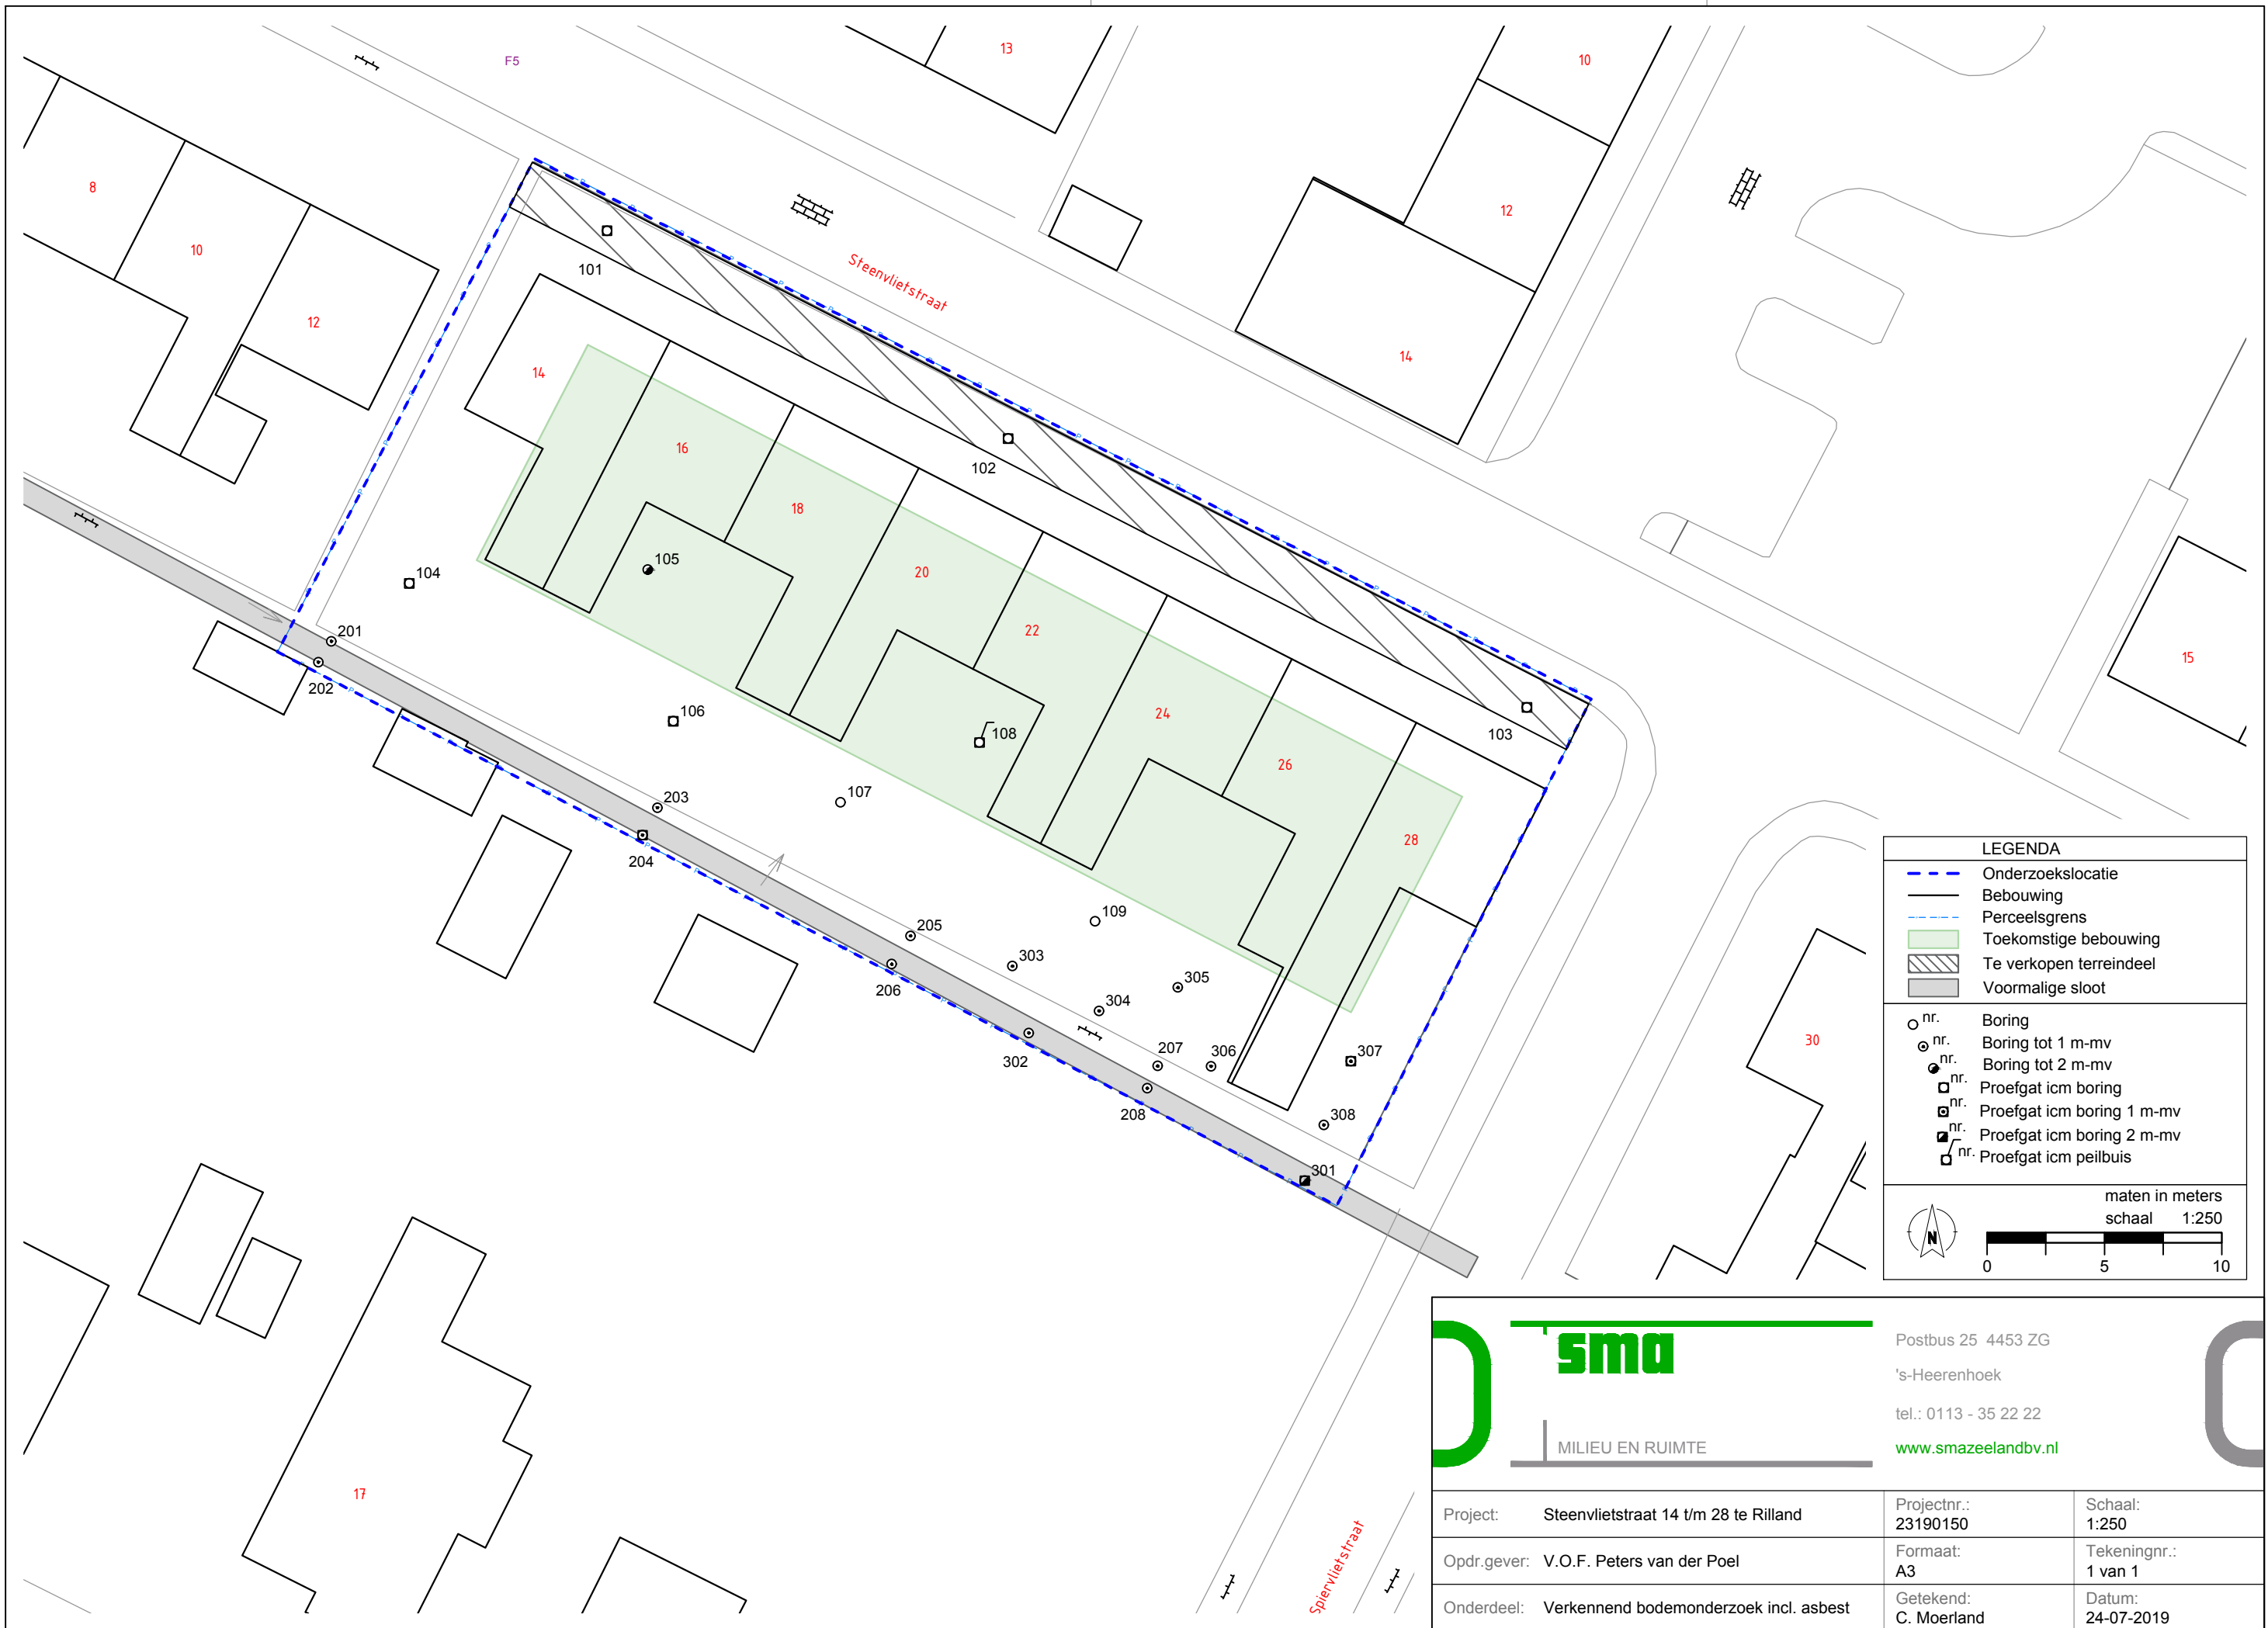 F5
13
10
8
12
10
Steenvlietstraat
101
12
14
14
102
16
18
104
105
20
201
22
15
202
106
24
103
108
26
107
203
28
204
LEGENDA
Onderzoekslocatie
Bebouwing
Perceelsgrens
Toekomstige bebouwing
Te verkopen terreindeel
Voormalige sloot
109
205
303
305
206
304
302
207
306
307
208
308
301
30
nr. Boring
nr. Boring tot 1 m-mv
nr. Boring tot 2 m-mv
nr. Proefgat icm boring
nr. Proefgat icm boring 1 m-mv
nr. Proefgat icm boring 2 m-mv
nr. Proefgat icm peilbuis
maten in meters
schaal 1:250
N
0 5 10
17
Spiervlietstraat
sma
MILIEU EN RUIMTE
Postbus 25 4453 ZG
's-Heerenhoek
tel.: 0113 - 35 22 22
www.smazeelandbv.nl
Project: Steenvlietstraat 14 t/m 28 te Rilland
Projectnr.: 23190150
Schaal: 1:250
Opdr.gever: V.O.F. Peters van der Poel
Formaat: A3
Tekeningnr.: 1 van 1
Onderdeel: Verkennend bodemonderzoek incl. asbest
Getekend: C. Moerland
Datum: 24-07-2019